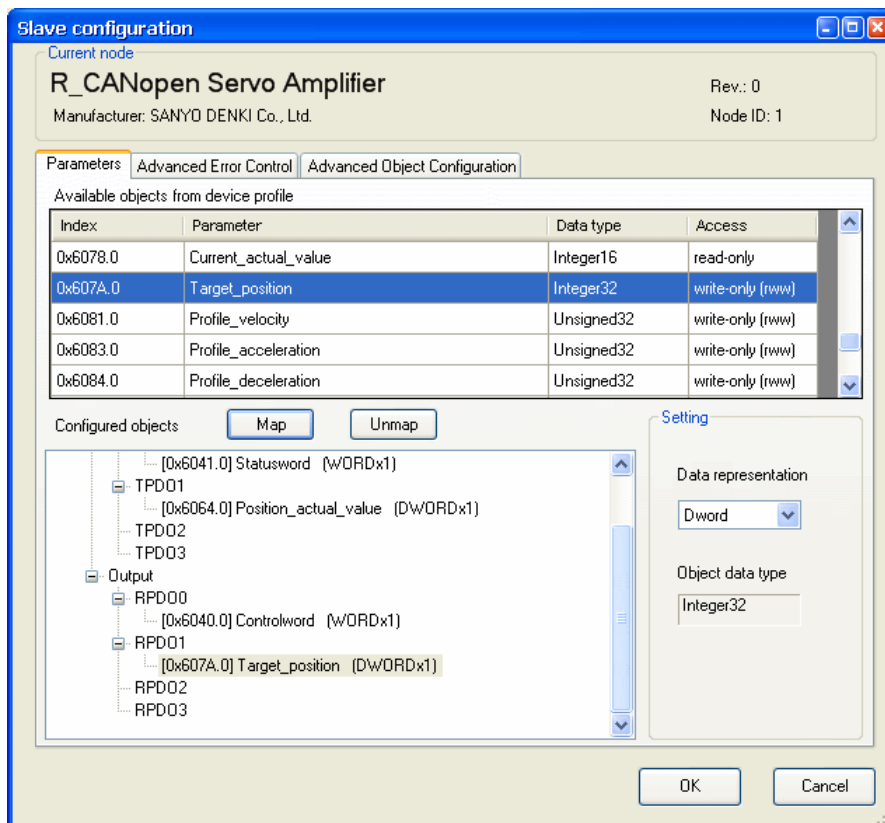 Slave configuration
Current node
R_CANopen Servo Amplifier
Rev.: 0
Manufacturer: SANYO DENKI Co., Ltd.
Node ID: 1
Parameters Advanced Error Control Advanced Object Configuration
Available objects from device profile
Index Parameter Data type Access
0x6078.0 Current_actual_value Integer16 read-only
0x607A.0 Target_position Integer32 write-only (rww)
0x6081.0 Profile_velocity Unsigned32 write-only (rww)
0x6083.0 Profile_acceleration Unsigned32 write-only (rww)
0x6084.0 Profile_deceleration Unsigned32 write-only (rww)
Configured objects Map Unmap
[0x6041.0] Statusword (WORDx1)
TPDO1
[0x6064.0] Position_actual_value (DWORDx1)
TPDO2
TPDO3
Output
RPDO0
[0x6040.0] Controlword (WORDx1)
RPDO1
[0x607A.0] Target_position (DWORDx1)
RPDO2
RPDO3
Setting
Data representation
Dword
Object data type
Integer32
OK Cancel